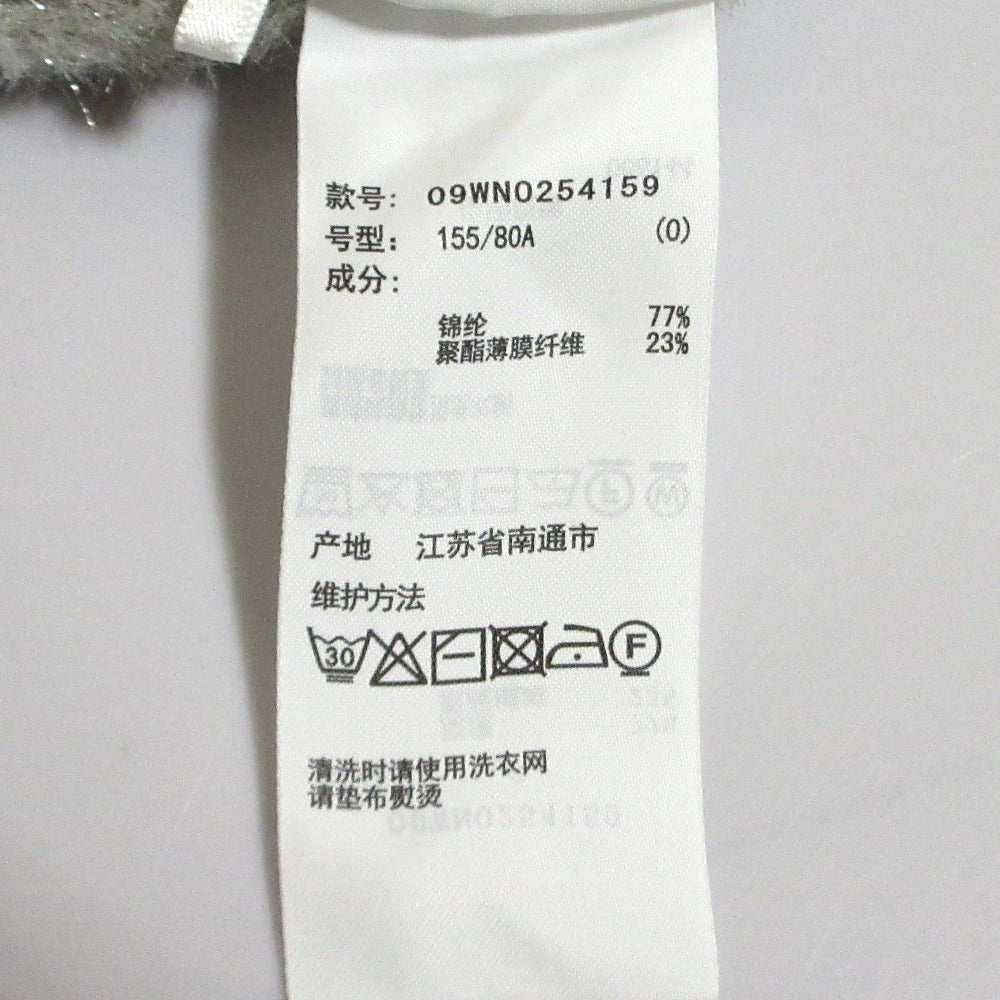 款号: 09WNO254159
号型: 155/80A (0)
成分:
锦纶 77%
聚酯薄膜纤维 23%
产地 江苏省南通市
维护方法
30 F
清洗时请使用洗衣网
请垫布熨烫